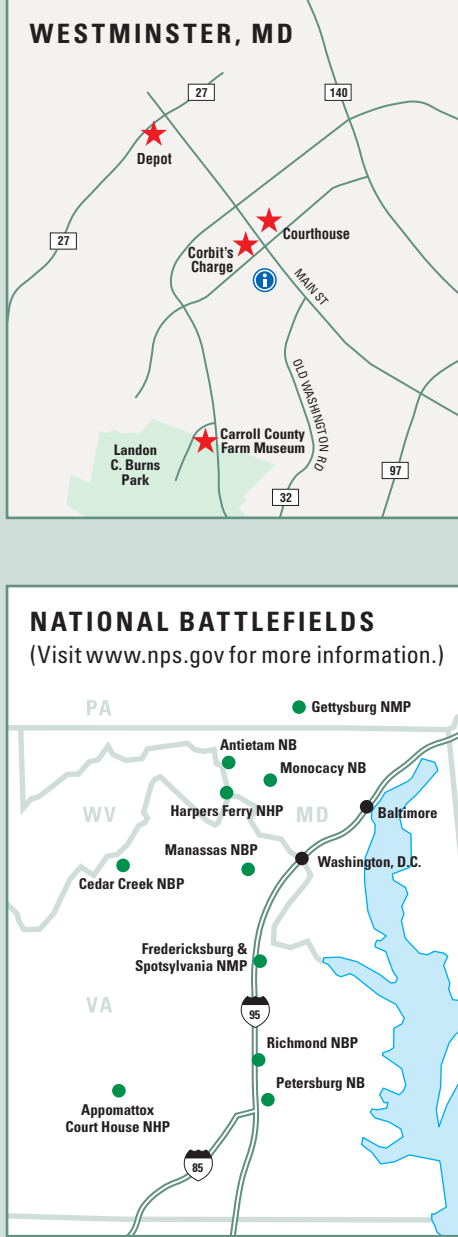 WESTMINSTER, MD
27
140
Depot
27
Courthouse
Corbit's
Charge
MAIN ST
OLD WASHINGTON RD
Carroll County
Farm Museum
Landon
C. Burns
Park
97
32
NATIONAL BATTLEFIELDS
(Visit www.nps.gov for more information.)
PA
Gettysburg NMP
Antietam NB
Monocacy NB
Harpers Ferry NHP
WV
MD
Baltimore
Manassas NBP
Washington, D.C.
Cedar Creek NBP
Fredericksburg &
Spotsylvania NMP
VA
95
Richmond NBP
Petersburg NB
Appomattox
Court House NHP
85